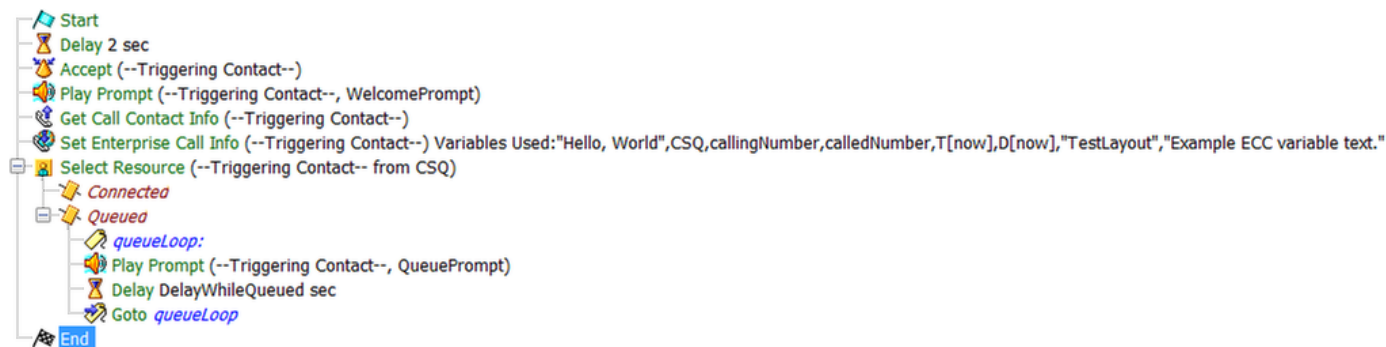 Start
Delay 2 sec
Accept (--Triggering Contact--)
Play Prompt (--Triggering Contact--, WelcomePrompt)
Get Call Contact Info (--Triggering Contact--)
Set Enterprise Call Info (--Triggering Contact--) Variables Used:"Hello, World",CSQ,callingNumber,calledNumber,T[now],D[now],"TestLayout","Example ECC variable text."
Select Resource (--Triggering Contact-- from CSQ)
Connected
Queued
queueLoop:
Play Prompt (--Triggering Contact--, QueuePrompt)
Delay DelayWhileQueued sec
Goto queueLoop
End